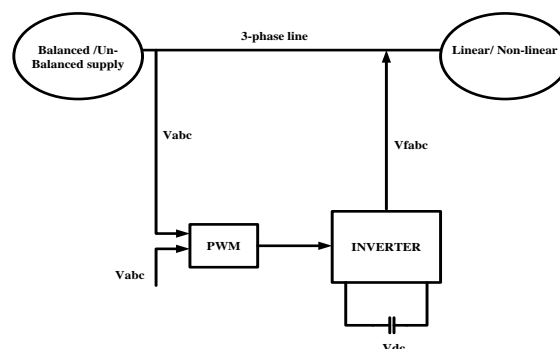 Balanced /Un-
Balanced supply
3-phase line
Linear/ Non-linear
Vabc
Vfabc
PWM
INVERTER
Vabc
Vdc